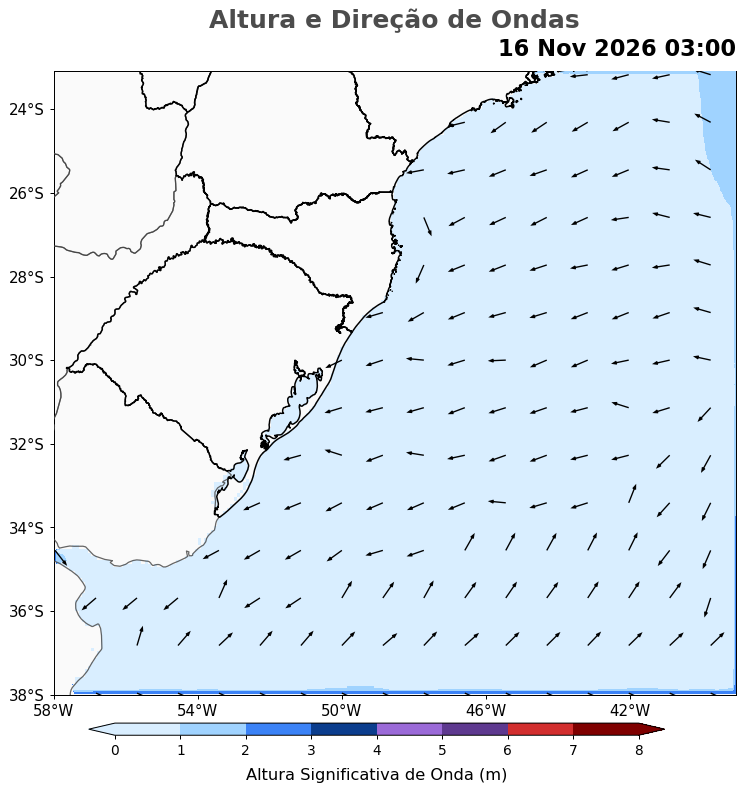 Altura e Direção de Ondas
16 Nov 2026 03:00
24°S
26°S
28°S
30°S
32°S
34°S
36°S
38°S
58°W 54°W 50°W 46°W 42°W
0 1 2 3 4 5 6 7 8
Altura Significativa de Onda (m)